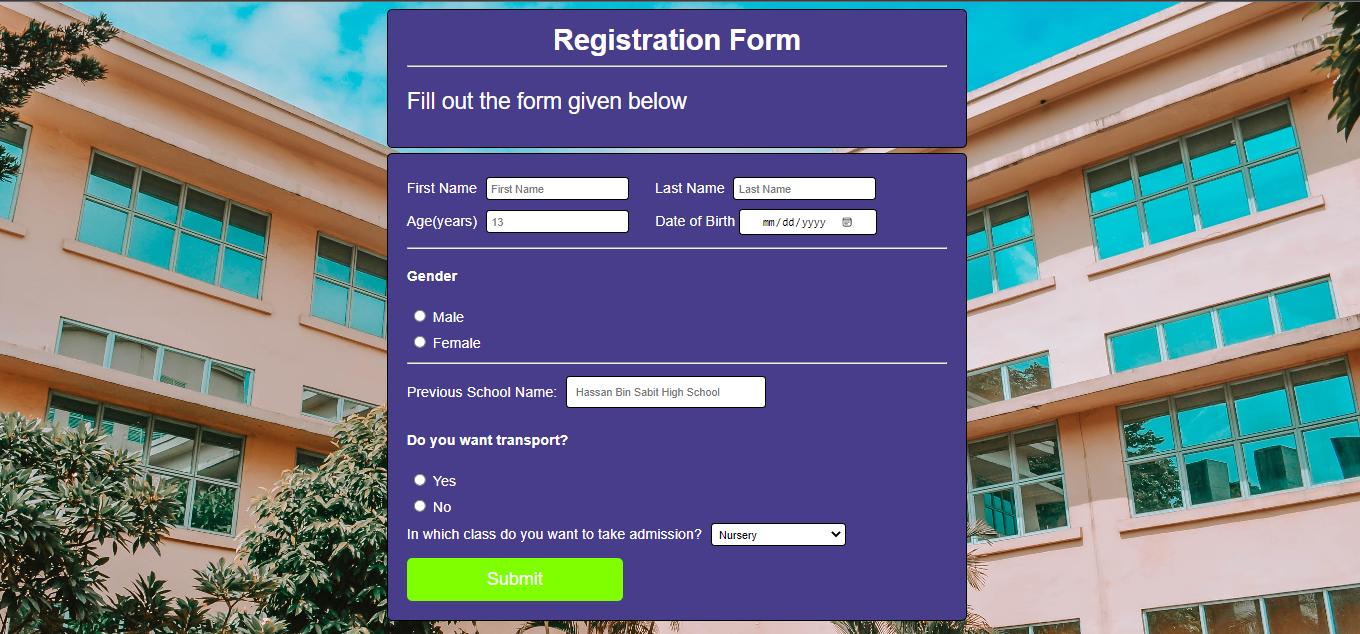 Registration Form
Fill out the form given below
First Name First Name Last Name Last Name
Age(years) 13 Date of Birth mm/dd/yyyy
Gender
Male
Female
Previous School Name: Hassan Bin Sabit High School
Do you want transport?
Yes
No
In which class do you want to take admission? Nursery
Submit